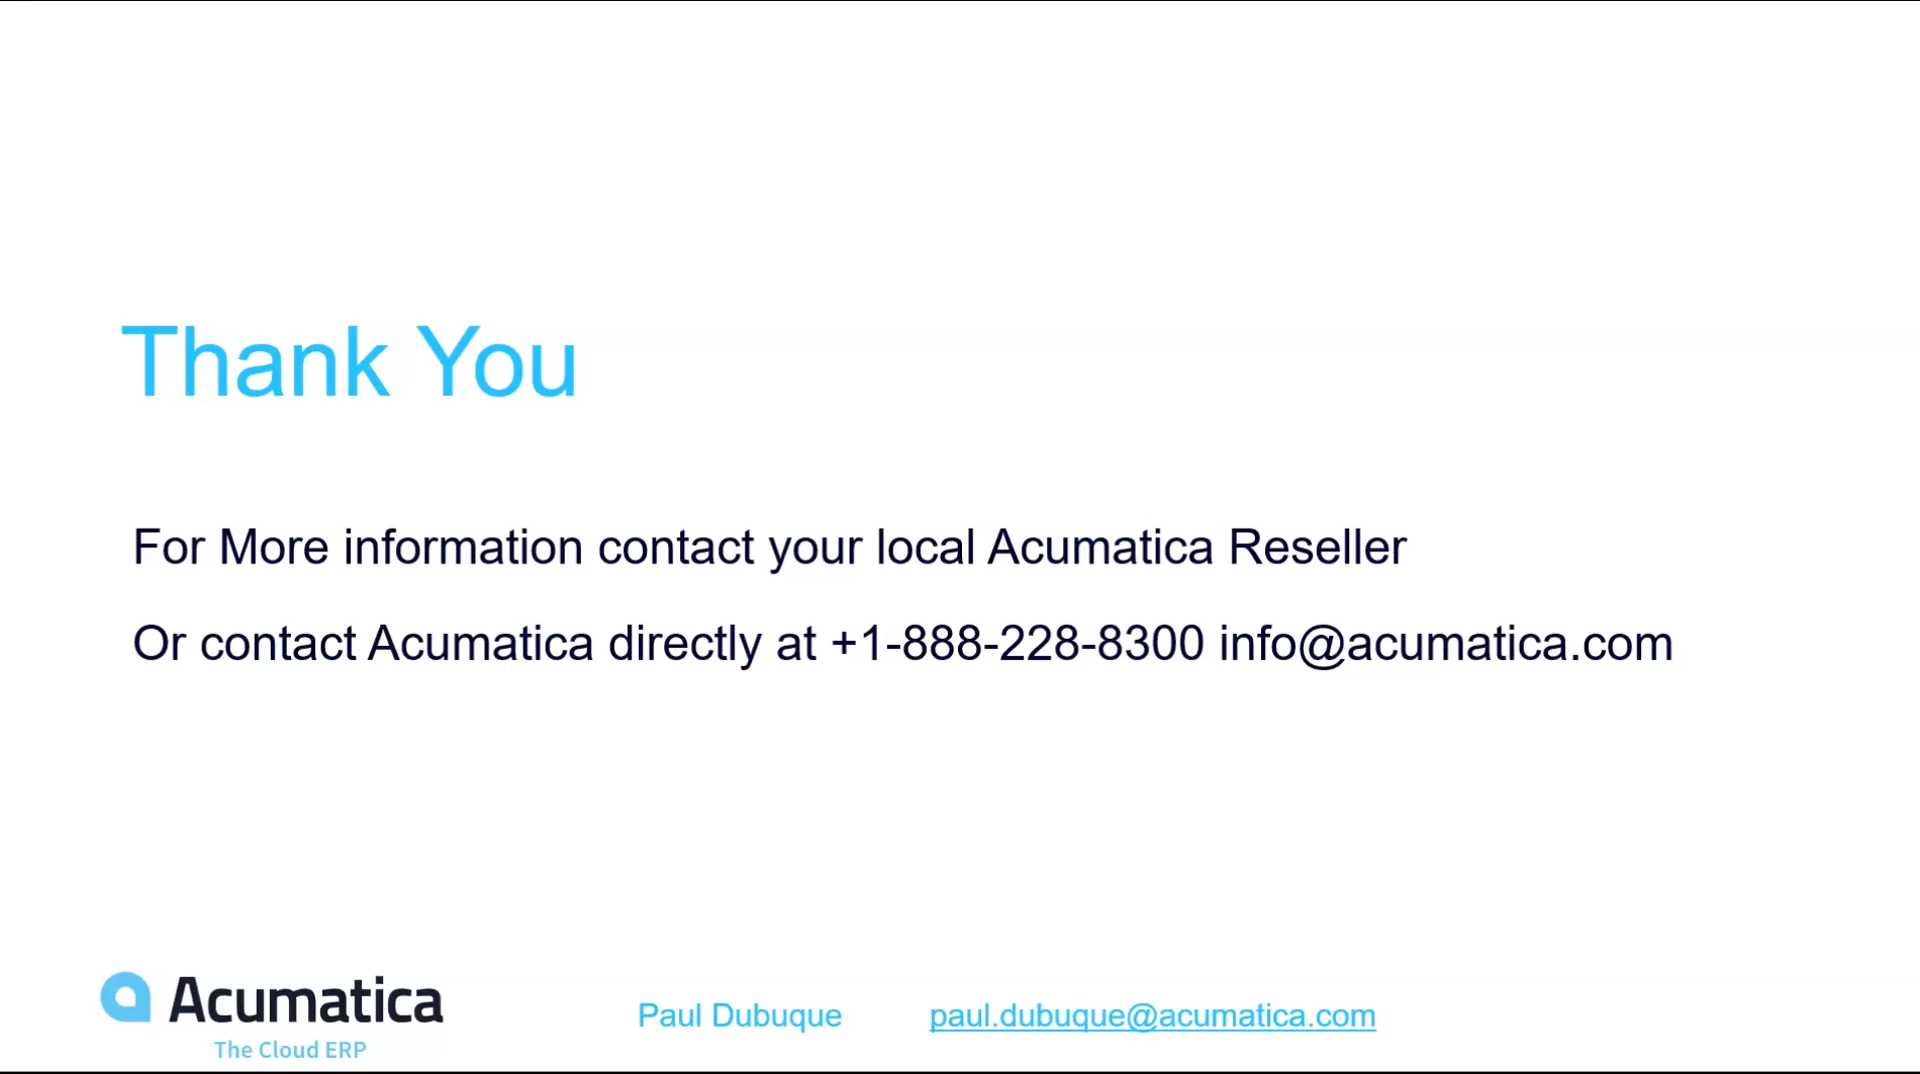 Thank You
For More information contact your local Acumatica Reseller
Or contact Acumatica directly at +1-888-228-8300 info@acumatica.com
Acumatica
The Cloud ERP
Paul Dubuque paul.dubuque@acumatica.com